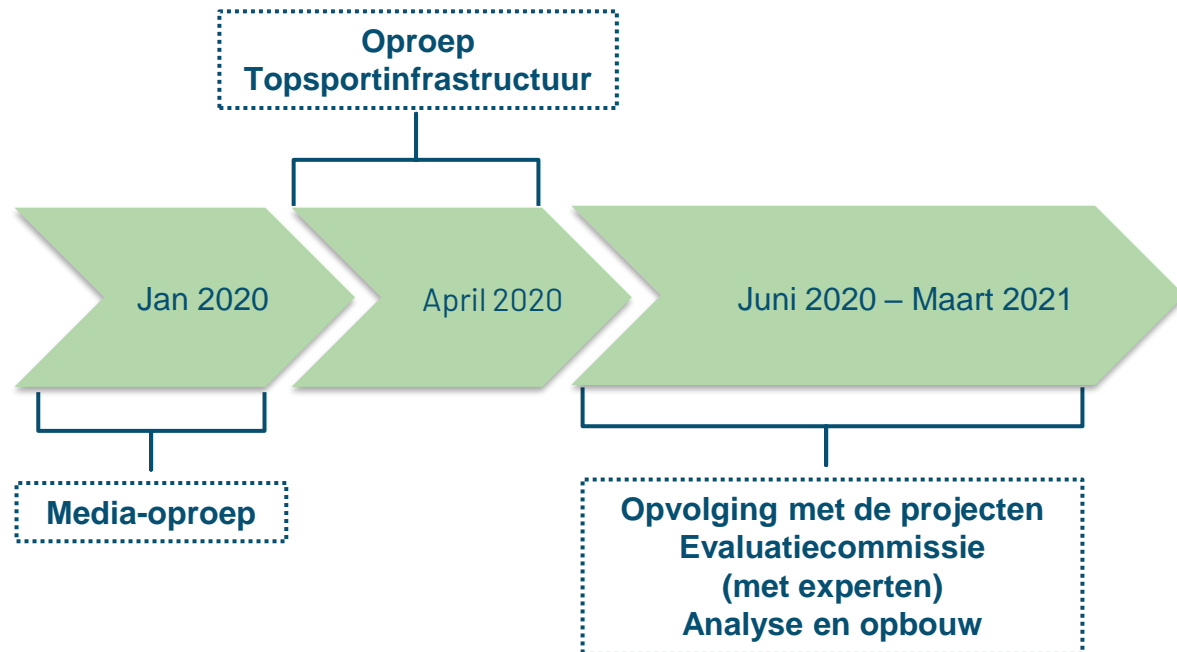 Oproep
Topsportinfrastructuur
Jan 2020
April 2020
Juni 2020 – Maart 2021
Media-oproep
Opvolging met de projecten
Evaluatiecommissie
(met experten)
Analyse en opbouw